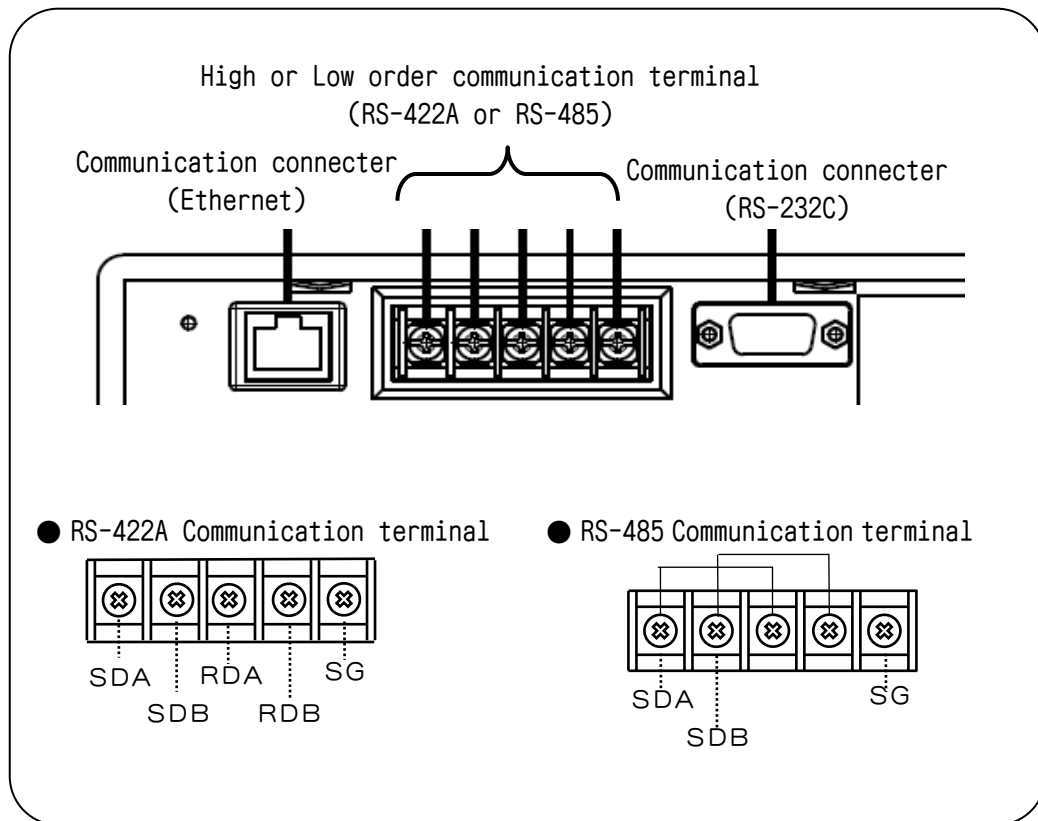 High or Low order communication terminal
(RS-422A or RS-485)
Communication connecter
(Ethernet)
Communication connecter
(RS-232C)
● RS-422A Communication terminal
SDA
SDB
RDA
RDB
SG
● RS-485 Communication terminal
SDA
SDB
SG